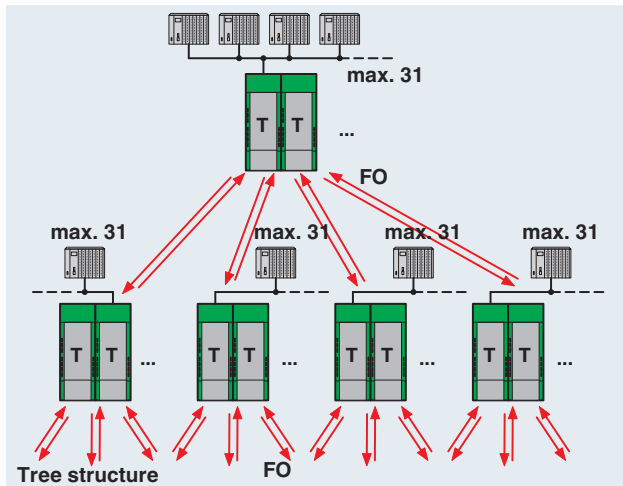 max. 31
T T ...
FO
max. 31 max. 31 max. 31 max. 31
T T ... T T ... T T ... T T ...
Tree structure FO